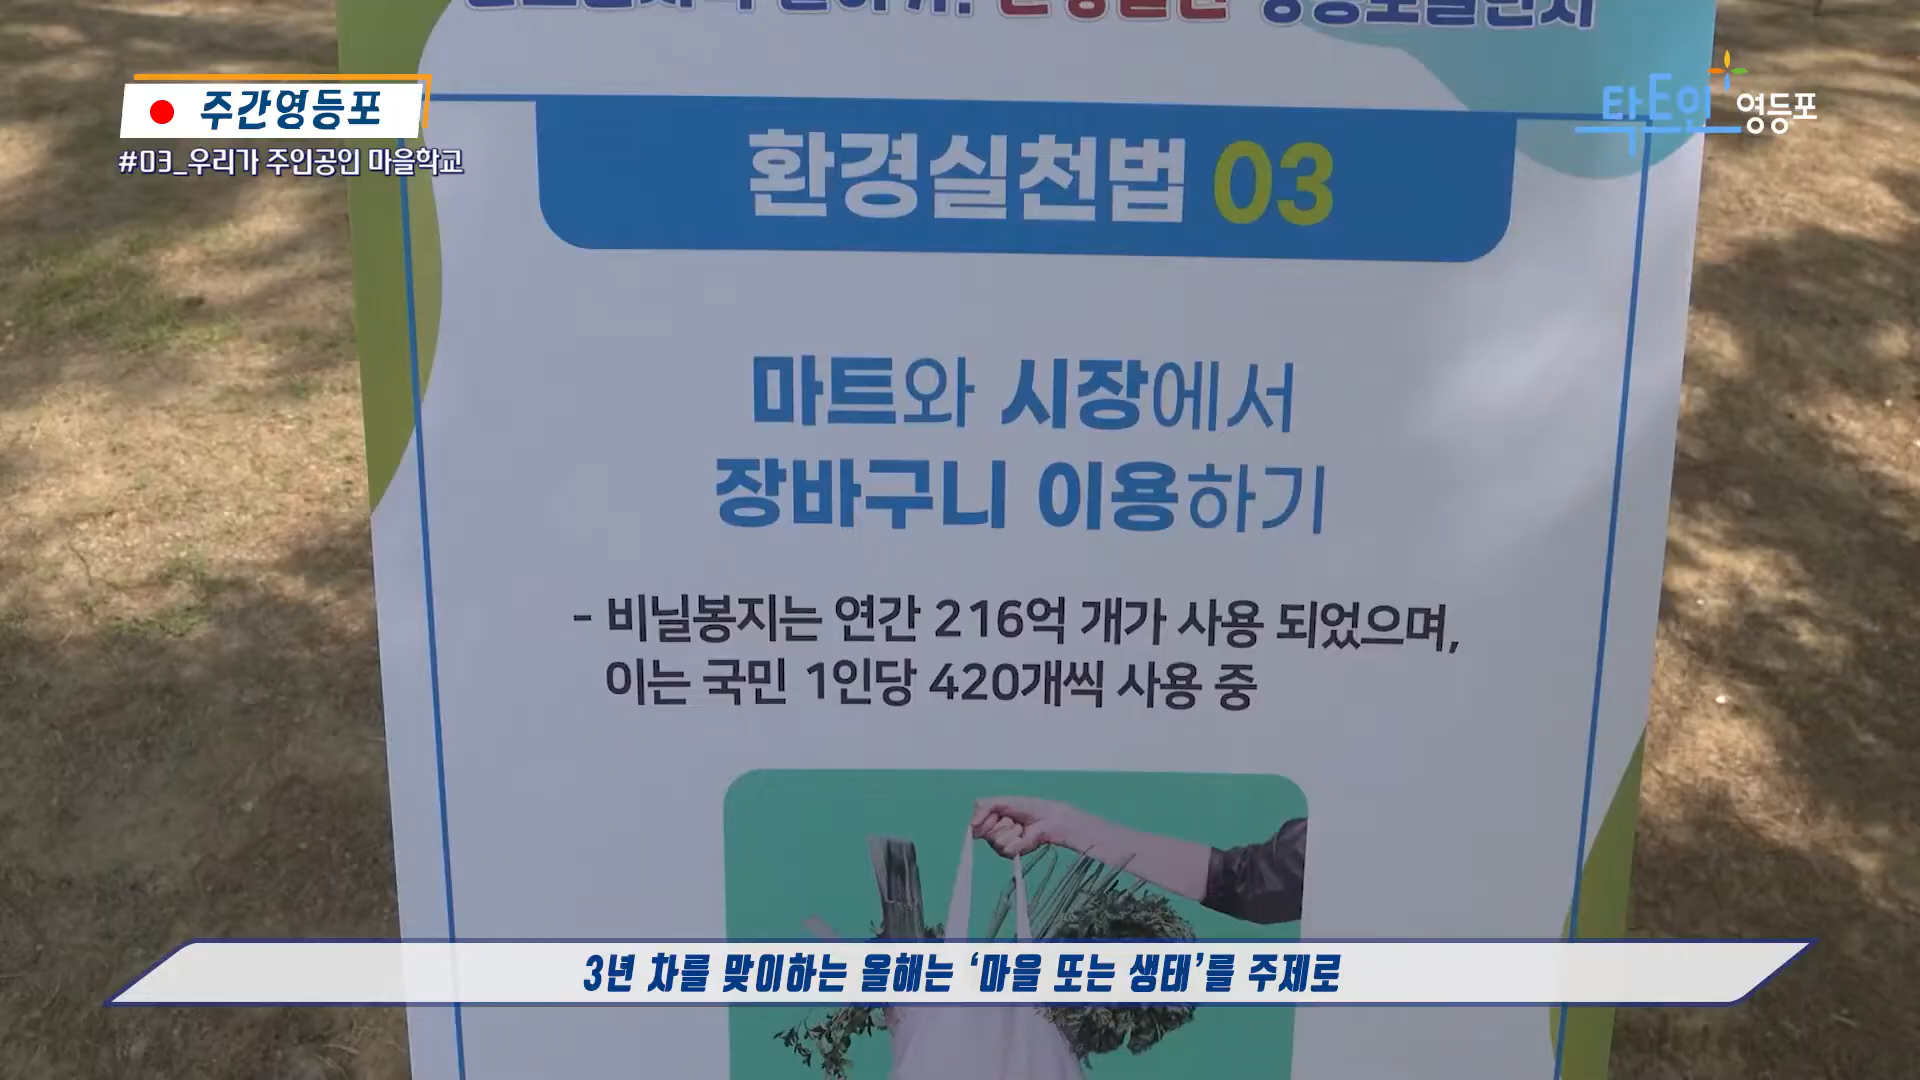 주간영등포
#03_우리가 주인공인 마을학교
탁트인 영등포
환경실천법 03
마트와 시장에서
장바구니 이용하기
- 비닐봉지는 연간 216억 개가 사용 되었으며,
이는 국민 1인당 420개씩 사용 중
3년 차를 맞이하는 올해는 ‘마을 또는 생태’를 주제로